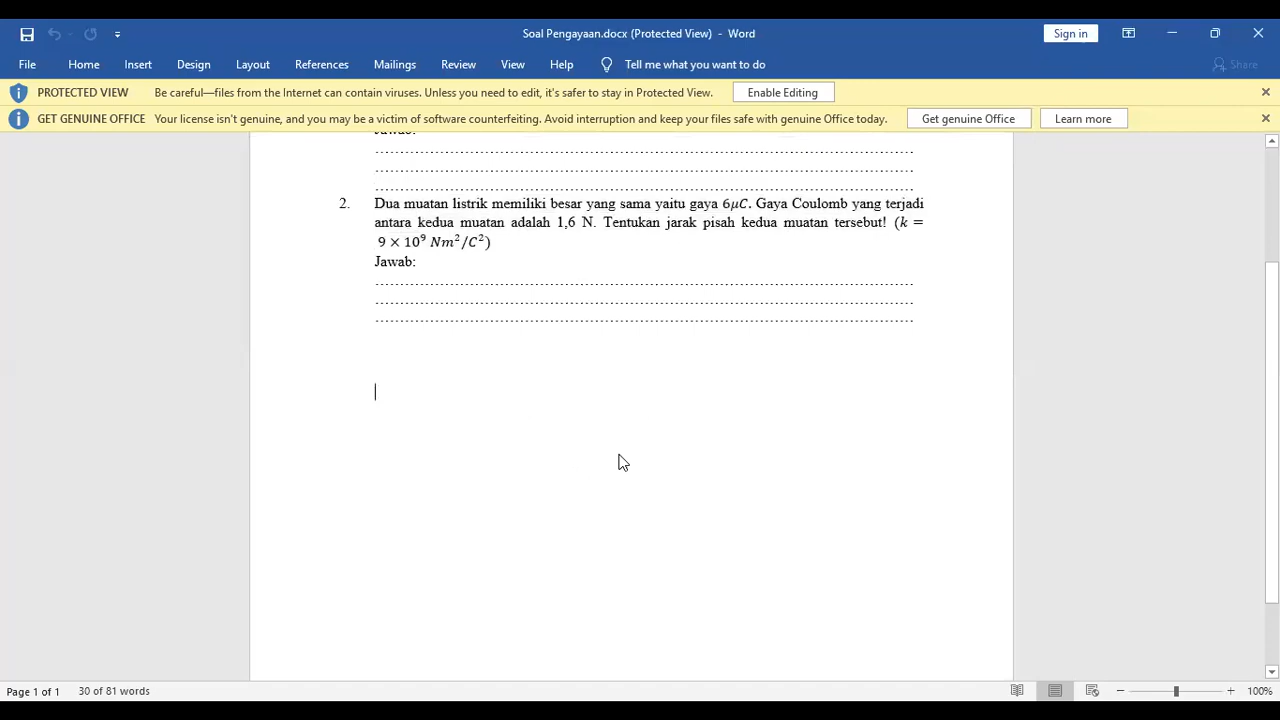 Soal Pengayaan.docx (Protected View) - Word
Sign in
File Home Insert Design Layout References Mailings Review View Help Tell me what you want to do Share
PROTECTED VIEW Be careful—files from the Internet can contain viruses. Unless you need to edit, it's safer to stay in Protected View. Enable Editing
GET GENUINE OFFICE Your license isn't genuine, and you may be a victim of software counterfeiting. Avoid interruption and keep your files safe with genuine Office today. Get genuine Office Learn more
Jawab:
2. Dua muatan listrik memiliki besar yang sama yaitu gaya 6μC. Gaya Coulomb yang terjadi
antara kedua muatan adalah 1,6 N. Tentukan jarak pisah kedua muatan tersebut! (k =
9 × 10⁹ Nm²/C²)
Jawab:
Page 1 of 1 30 of 81 words 100%